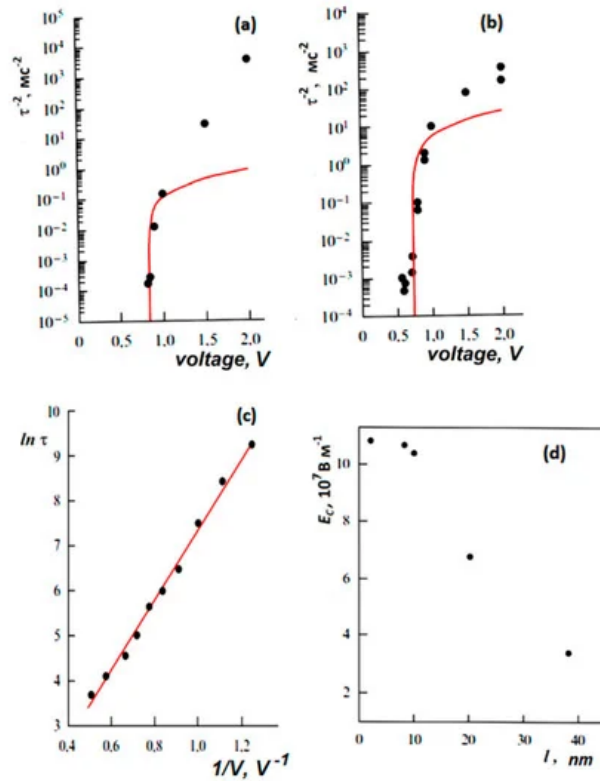 (a)
τ⁻², мс⁻²
10⁵
10⁴
10³
10²
10¹
10⁰
10⁻¹
10⁻²
10⁻³
10⁻⁴
10⁻⁵
0 0,5 1,0 1,5 2,0
voltage, V
(b)
τ⁻², мс⁻²
10⁴
10³
10²
10¹
10⁰
10⁻¹
10⁻²
10⁻³
10⁻⁴
0 0,5 1,0 1,5 2,0
voltage, V
(c)
ln τ
10
9
8
7
6
5
4
3
0,4 0,6 0,8 1,0 1,2
1/V, V⁻¹
(d)
E_C, 10⁷ В м⁻¹
10
8
6
4
2
0 10 20 30 40
l, nm